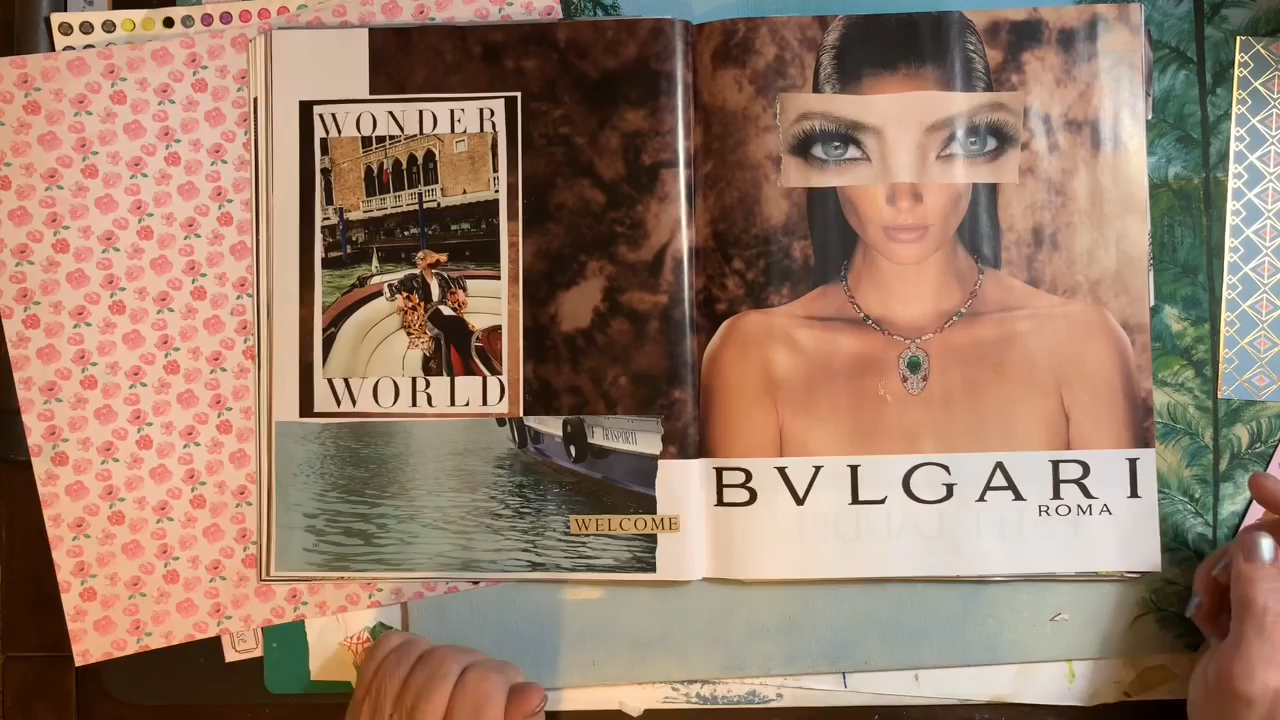 WONDER
WORLD
F TRASPORTI
WELCOME
BVLGARI
ROMA